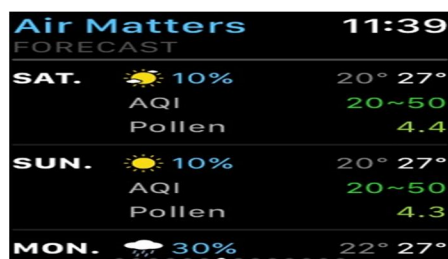 Air Matters 11:39
FORECAST
SAT. 10% 20° 27°
AQI 20~50
Pollen 4.4
SUN. 10% 20° 27°
AQI 20~50
Pollen 4.3
MON. 30% 22° 27°